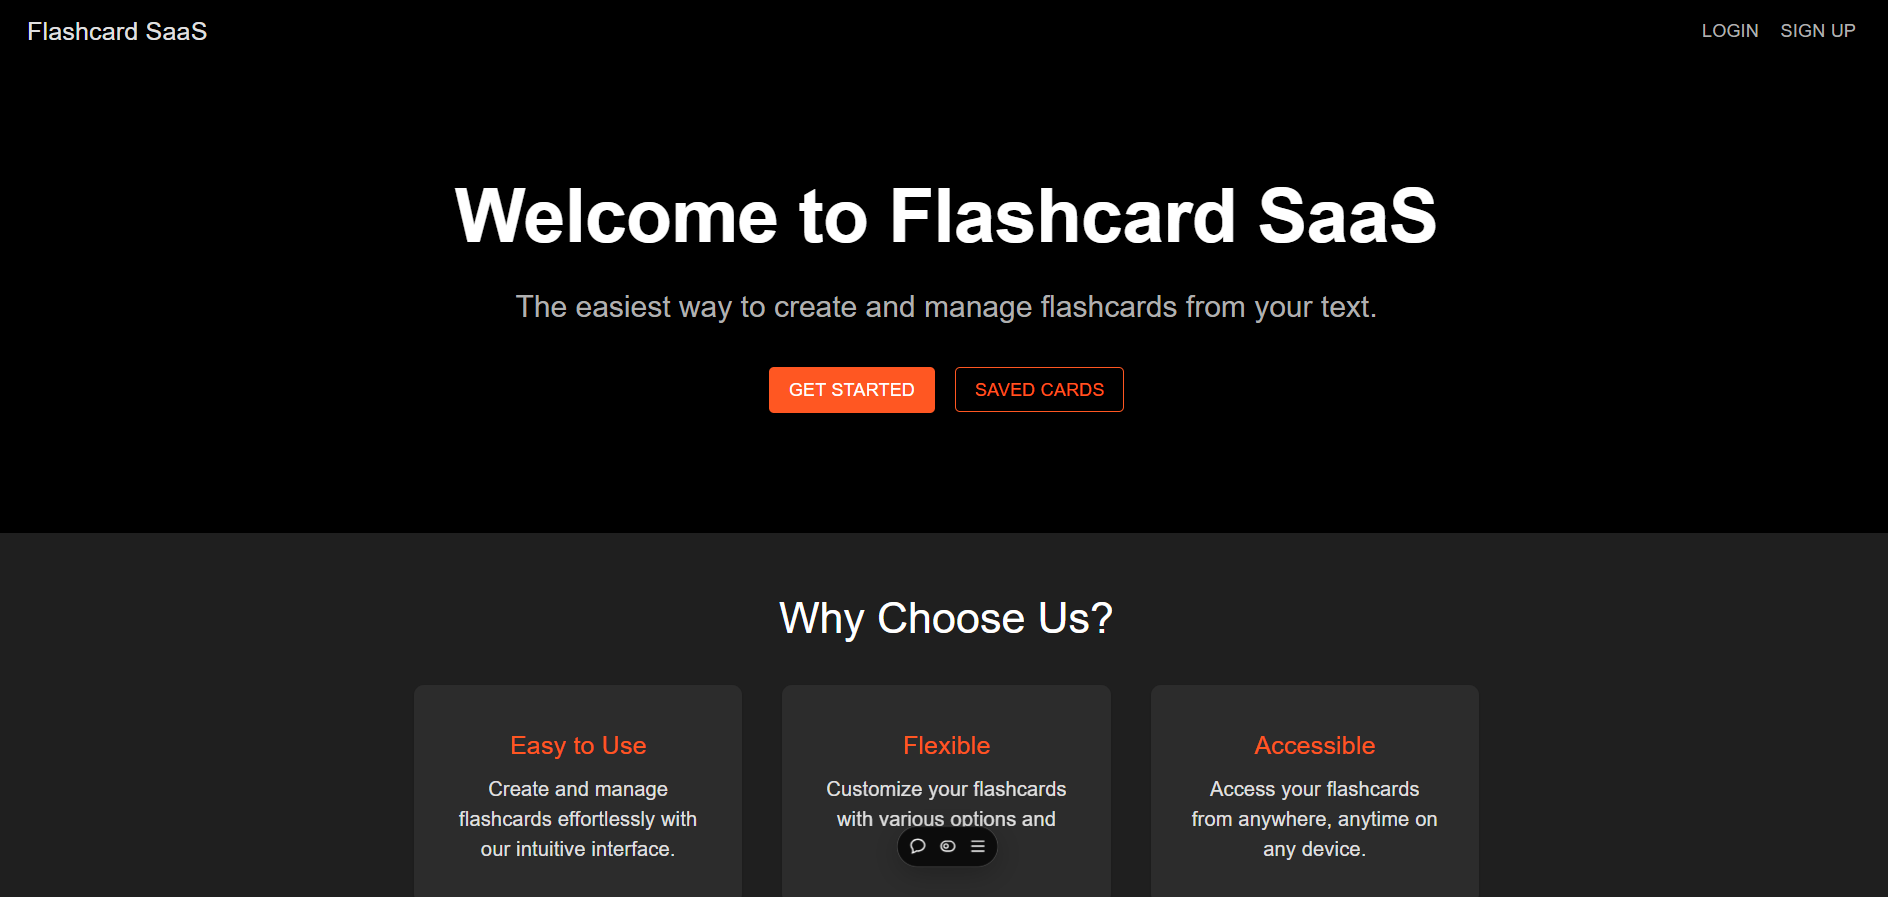 Flashcard SaaS
LOGIN SIGN UP
Welcome to Flashcard SaaS
The easiest way to create and manage flashcards from your text.
GET STARTED
SAVED CARDS
Why Choose Us?
Easy to Use
Create and manage
flashcards effortlessly with
our intuitive interface.
Flexible
Customize your flashcards
with various options and
Accessible
Access your flashcards
from anywhere, anytime on
any device.